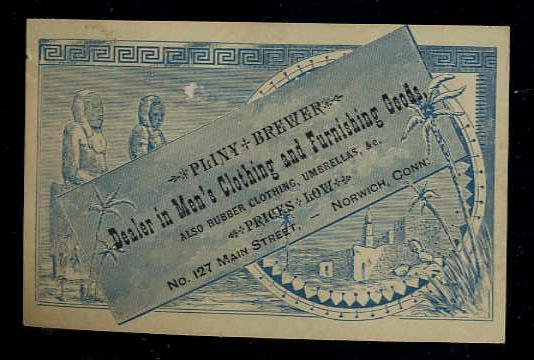 PLINY BREWER
Dealer in Men's Clothing and Furnishing Goods,
ALSO RUBBER CLOTHING, UMBRELLAS, &c.
PRICES LOW
No. 127 MAIN STREET, — NORWICH, CONN.